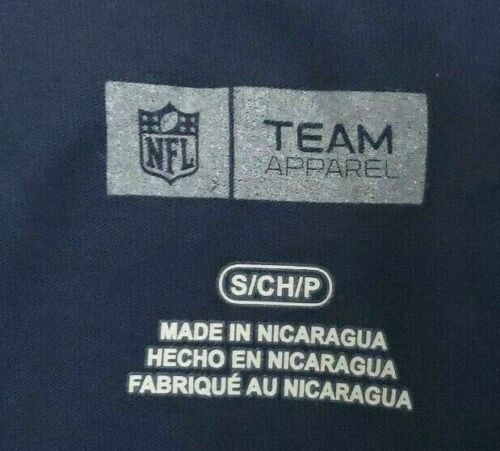 NFL
TEAM
APPAREL
S/CH/P
MADE IN NICARAGUA
HECHO EN NICARAGUA
FABRIQUÉ AU NICARAGUA